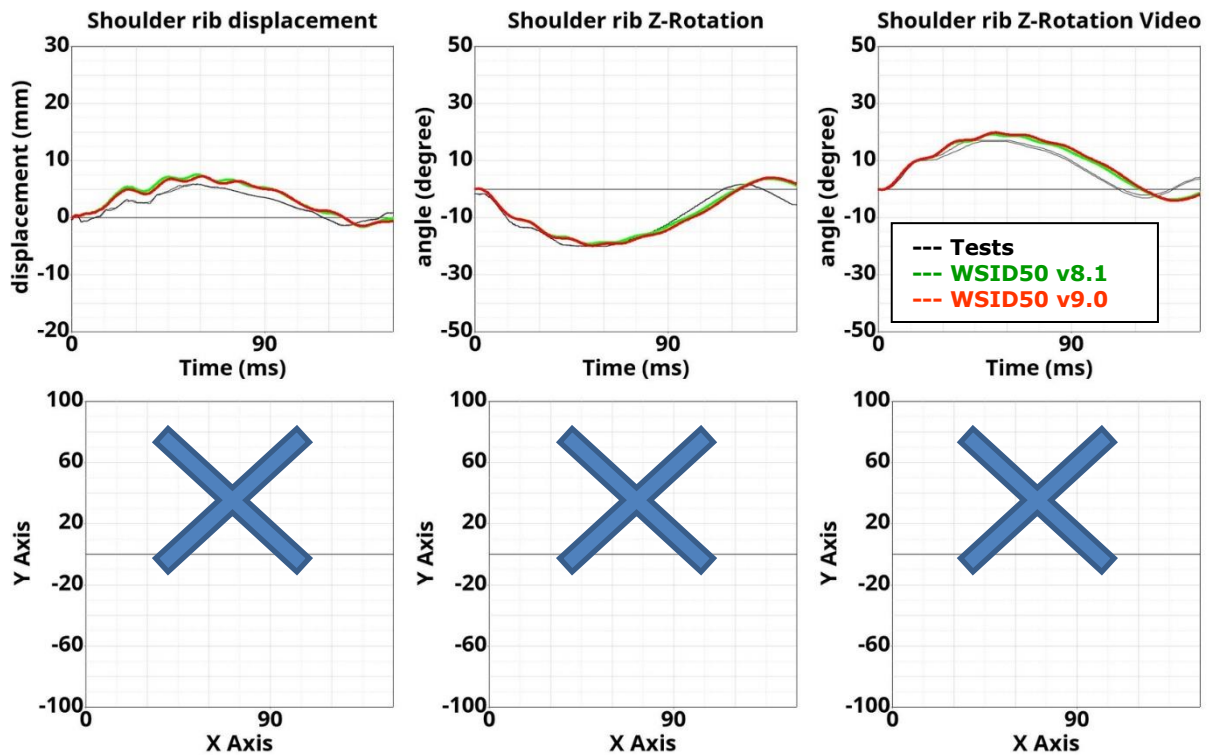 Shoulder rib displacement
30
20
10
0
-10
-20
displacement (mm)
0
90
Time (ms)
Shoulder rib Z-Rotation
50
30
10
-10
-30
-50
angle (degree)
0
90
Time (ms)
Shoulder rib Z-Rotation Video
50
30
10
-10
-30
-50
angle (degree)
0
90
Time (ms)
--- Tests
--- WSID50 v8.1
--- WSID50 v9.0
100
60
20
-20
-60
-100
Y Axis
0
90
X Axis
100
60
20
-20
-60
-100
Y Axis
0
90
X Axis
100
60
20
-20
-60
-100
Y Axis
0
90
X Axis